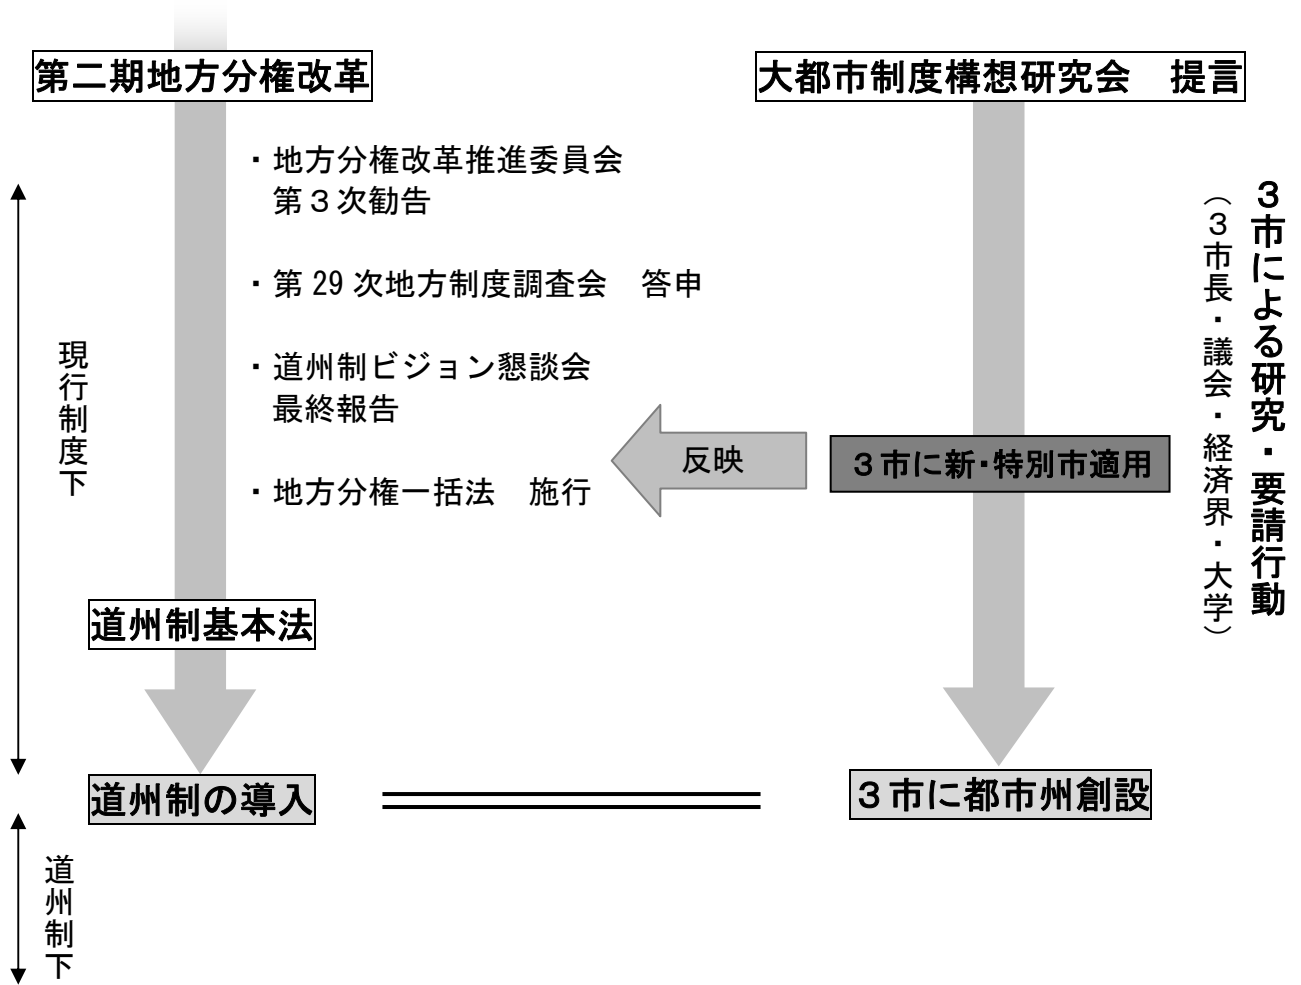 第二期地方分権改革
大都市制度構想研究会　提言
・地方分権改革推進委員会
第３次勧告
・第 29 次地方制度調査会　答申
・道州制ビジョン懇談会
最終報告
・地方分権一括法　施行
現行制度下
反映
３市に新・特別市適用
３市による研究・要請行動
（３市長・議会・経済界・大学）
道州制基本法
道州制の導入
３市に都市州創設
道州制下